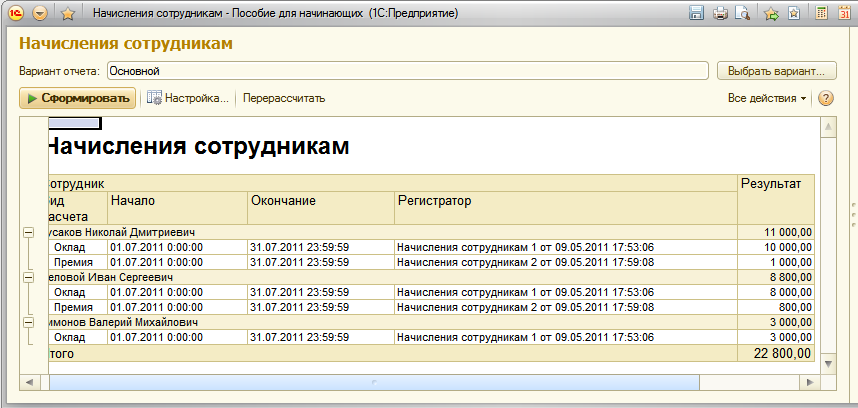 Начисления сотрудникам - Пособие для начинающих (1С:Предприятие)
Начисления сотрудникам
Вариант отчета: Основной Выбрать вариант...
Сформировать Настройка... Перерассчитать Все действия
Начисления сотрудникам
отрудник Результат
ид Начало Окончание Регистратор
асчета
усаков Николай Дмитриевич 11 000,00
Оклад 01.07.2011 0:00:00 31.07.2011 23:59:59 Начисления сотрудникам 1 от 09.05.2011 17:53:06 10 000,00
Премия 01.07.2011 0:00:00 31.07.2011 23:59:59 Начисления сотрудникам 2 от 09.05.2011 17:59:08 1 000,00
еловой Иван Сергеевич 8 800,00
Оклад 01.07.2011 0:00:00 31.07.2011 23:59:59 Начисления сотрудникам 1 от 09.05.2011 17:53:06 8 000,00
Премия 01.07.2011 0:00:00 31.07.2011 23:59:59 Начисления сотрудникам 2 от 09.05.2011 17:59:08 800,00
имонов Валерий Михайлович 3 000,00
Оклад 01.07.2011 0:00:00 31.07.2011 23:59:59 Начисления сотрудникам 1 от 09.05.2011 17:53:06 3 000,00
того 22 800,00